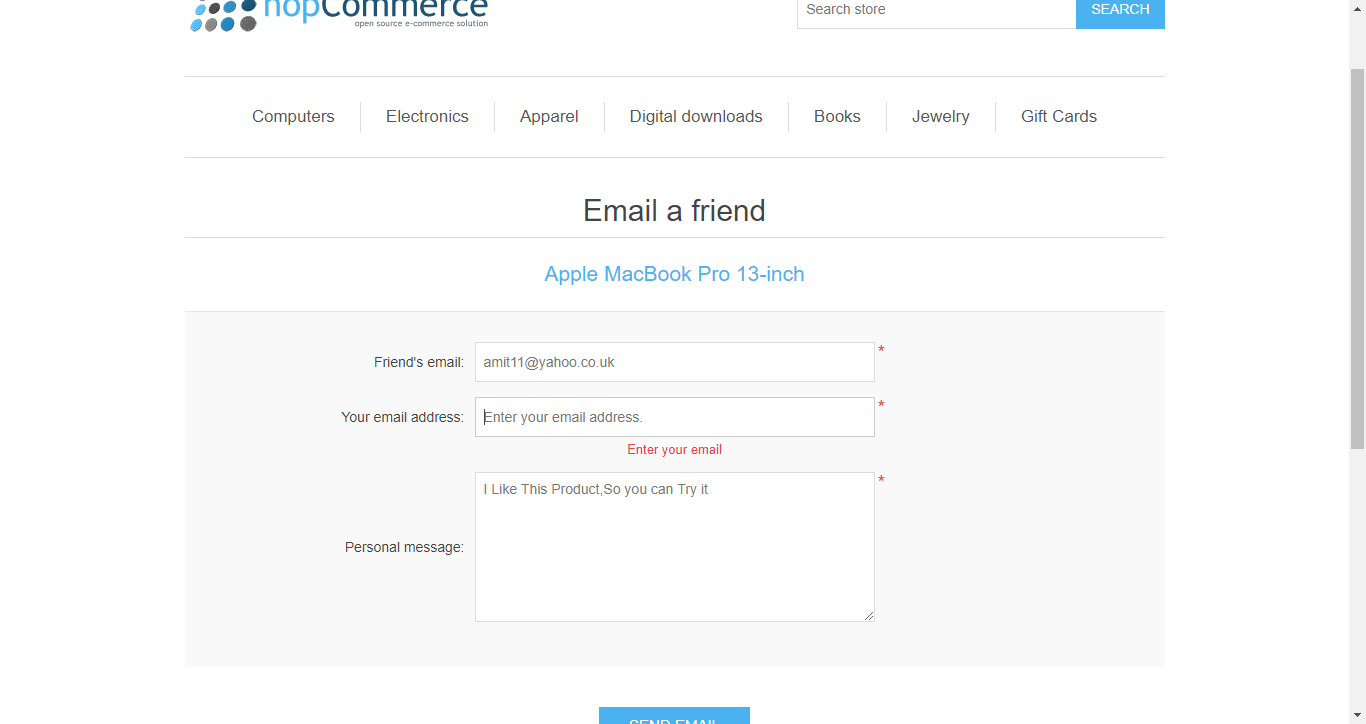 nopCommerce
open source e-commerce solution
Search store
SEARCH
Computers Electronics Apparel Digital downloads Books Jewelry Gift Cards
Email a friend
Apple MacBook Pro 13-inch
Friend's email: amit11@yahoo.co.uk *
Your email address: Enter your email address. *
Enter your email
I Like This Product,So you can Try it *
Personal message:
SEND EMAIL